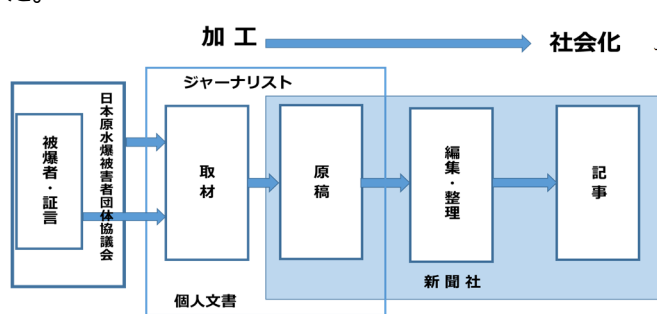 た。
加 工
社会化
ジャーナリスト
日本原水爆被害者団体協議会
被爆者・証言
取材
原稿
編集・整理
記事
新 聞 社
個人文書